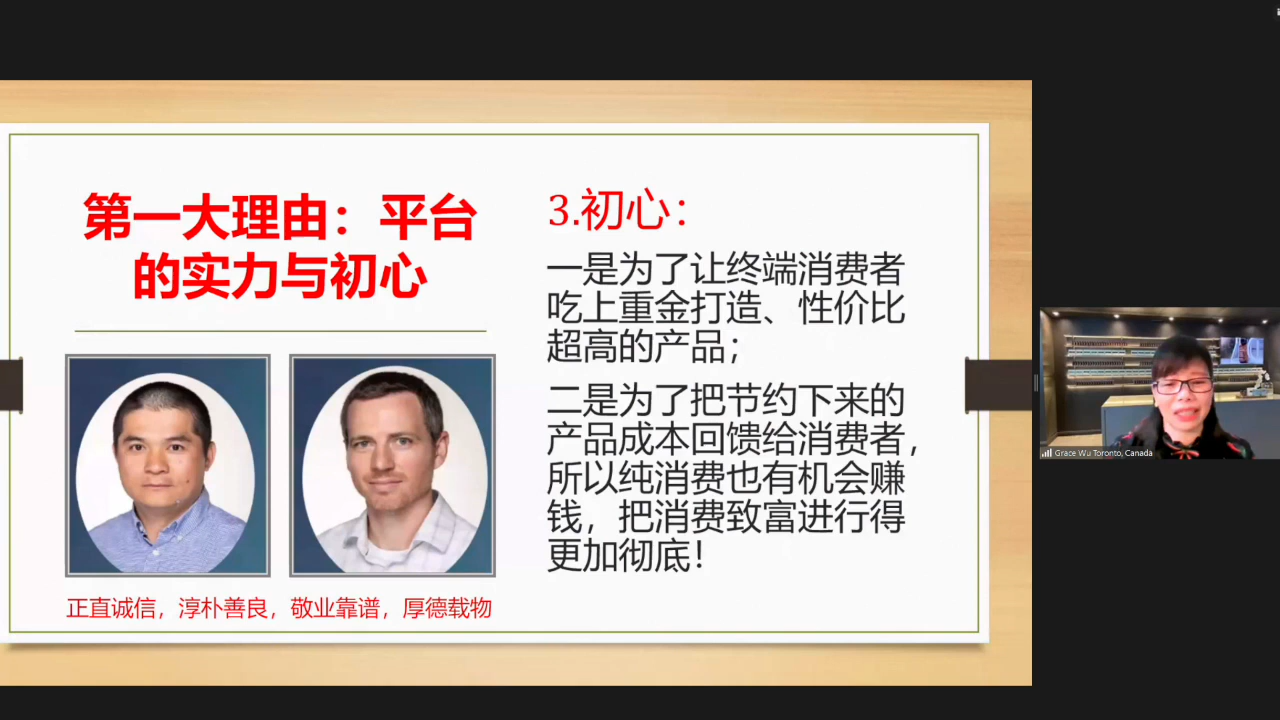 第一大理由：平台
的实力与初心
正直诚信，淳朴善良，敬业靠谱，厚德载物
3.初心：
一是为了让终端消费者
吃上重金打造、性价比
超高的产品；
二是为了把节约下来的
产品成本回馈给消费者，
所以纯消费也有机会赚
钱，把消费致富进行得
更加彻底！
Grace Wu Toronto, Canada